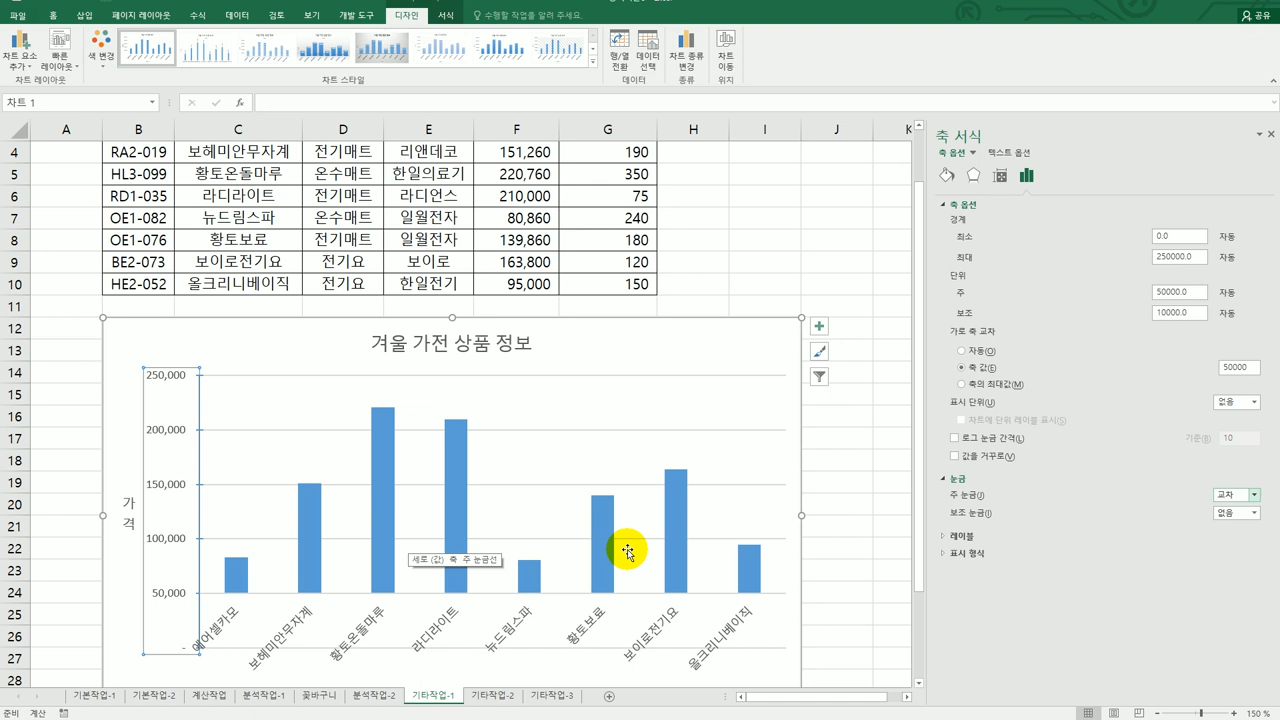 파일 홈 삽입 페이지 레이아웃 수식 데이터 검토 보기 개발 도구 디자인 서식 수행할 작업을 알려 주세요. 공유
차트 요소 추가 빠른 레이아웃 색 변경 행/열 전환 데이터 선택 차트 종류 변경 차트 이동
차트 레이아웃 차트 스타일 데이터 종류 위치
차트 1 fx
A B C D E F G H I J K
4 RA2-019 보헤미안무자계 전기매트 리앤데코 151,260 190
5 HL3-099 황토온돌마루 온수매트 한일의료기 220,760 350
6 RD1-035 라디라이트 전기매트 라디언스 210,000 75
7 OE1-082 뉴드림스파 온수매트 일월전자 80,860 240
8 OE1-076 황토보료 전기매트 일월전자 139,860 180
9 BE2-073 보이로전기요 전기요 보이로 163,800 120
10 HE2-052 올크리니베이직 전기요 한일전기 95,000 150
11
12
13
14
15
16
17
18
19
20
21
22
23
24
25
26
27
28
겨울 가전 상품 정보
250,000
200,000
150,000
100,000
50,000
-
가격
세로 (값) 축 주 눈금선
에어셀카모 보헤미안무자계 황토온돌마루 라디라이트 뉴드림스파 황토보료 보이로전기요 올크리니베이직
기본작업-1 기본작업-2 계산작업 분석작업-1 꽃바구니 분석작업-2 기타작업-1 기타작업-2 기타작업-3
준비 계산 150 %
축 서식
축 옵션 텍스트 옵션
축 옵션
경계
최소 0.0 자동
최대 250000.0 자동
단위
주 50000.0 자동
보조 10000.0 자동
가로 축 교차
자동(O)
축 값(E) 50000
축의 최대값(M)
표시 단위(U) 없음
차트에 단위 레이블 표시(S)
로그 눈금 간격(L) 기준(B) 10
값을 거꾸로(V)
눈금
주 눈금(J) 교차
보조 눈금(I) 없음
레이블
표시 형식